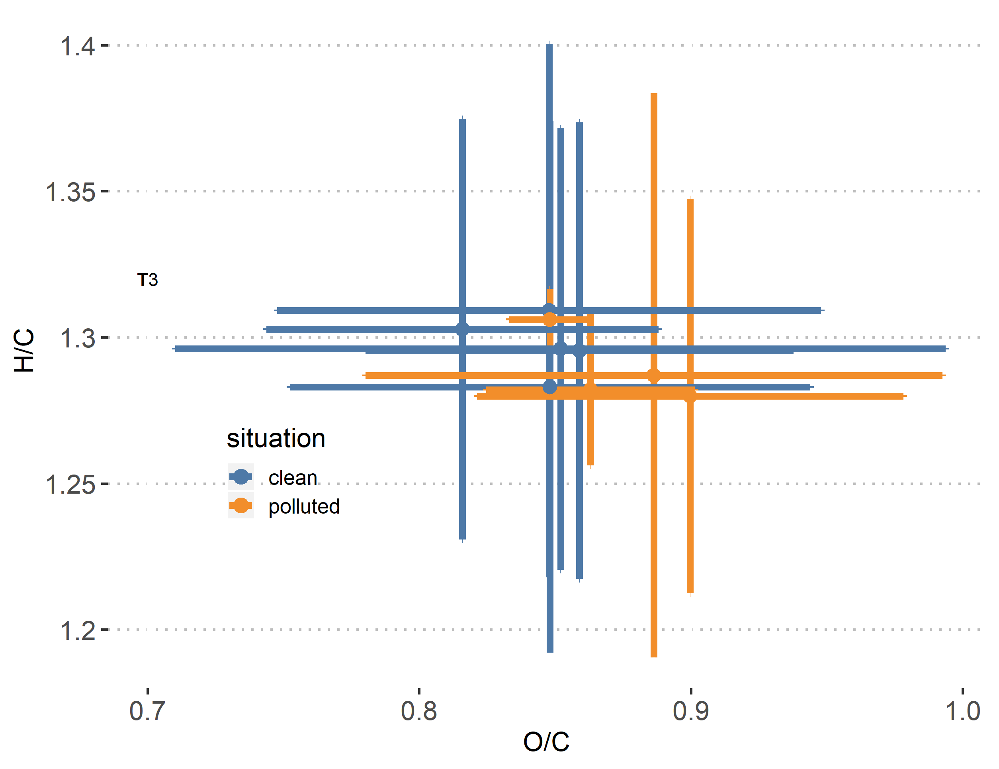 1.4
1.35
T3
1.3
H/C
situation
clean
1.25
polluted
1.2
0.7 0.8 0.9 1.0
O/C